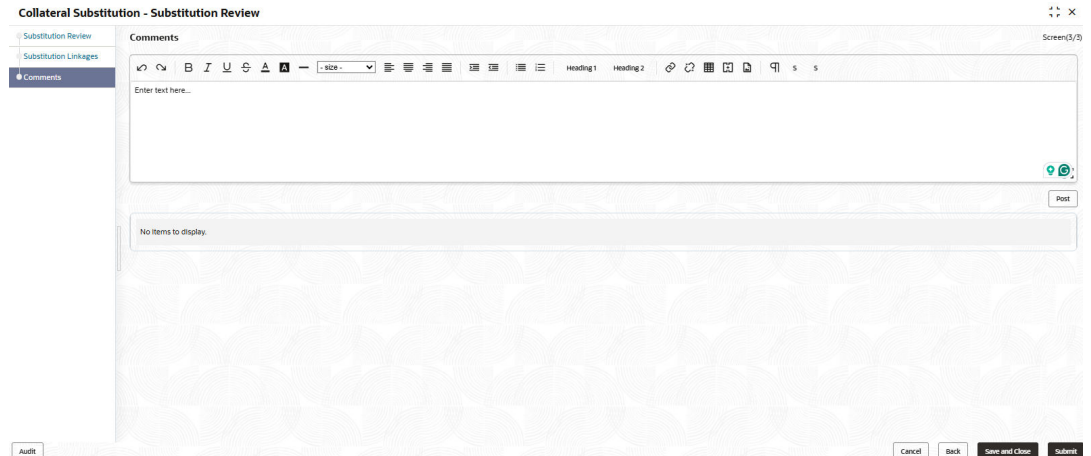 Collateral Substitution - Substitution Review
Substitution Review
Substitution Linkages
Comments
Comments
Screen(3/3)
B I U S A A - size - Heading 1 Heading 2 ¶ s s
Enter text here...
Post
No items to display.
Audit
Cancel Back Save and Close Submit